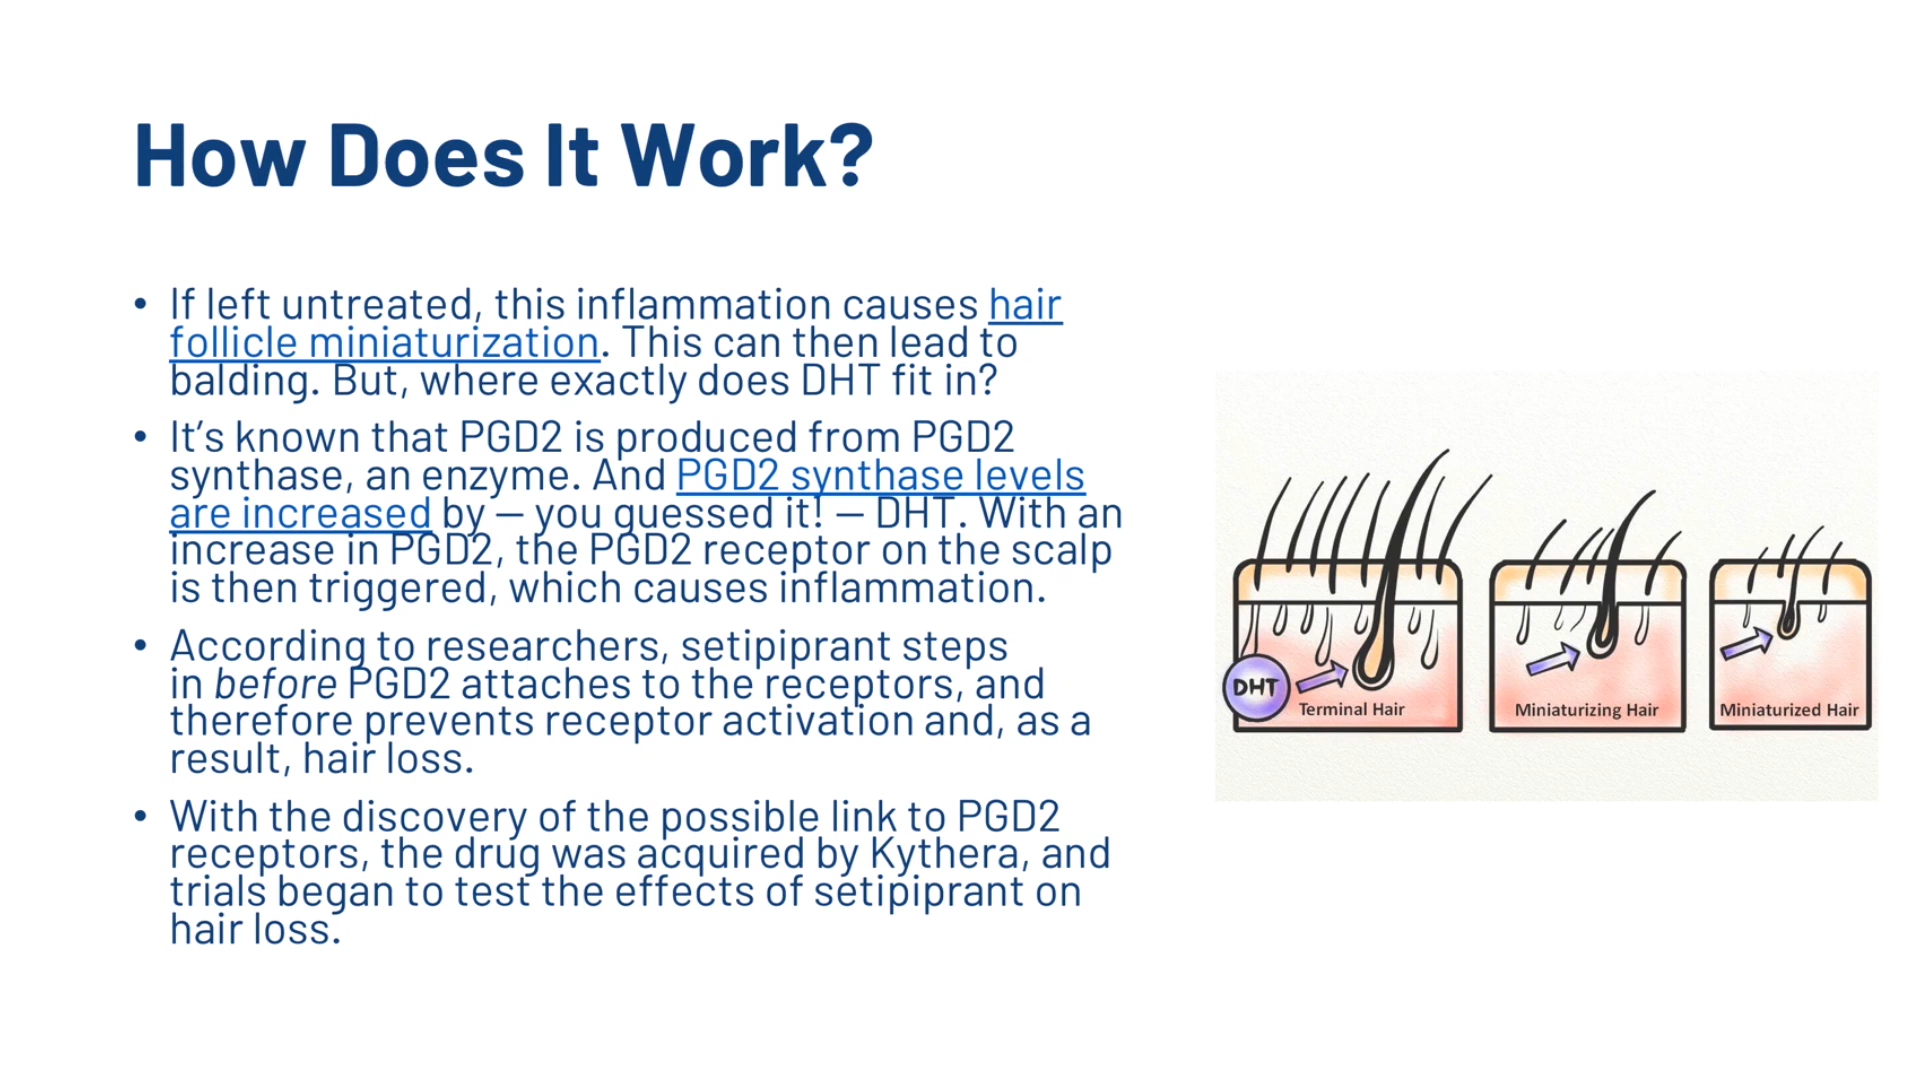 How Does It Work?
• If left untreated, this inflammation causes hair
follicle miniaturization. This can then lead to
balding. But, where exactly does DHT fit in?
• It’s known that PGD2 is produced from PGD2
synthase, an enzyme. And PGD2 synthase levels
are increased by – you guessed it! – DHT. With an
increase in PGD2, the PGD2 receptor on the scalp
is then triggered, which causes inflammation.
• According to researchers, setipiprant steps
in before PGD2 attaches to the receptors, and
therefore prevents receptor activation and, as a
result, hair loss.
• With the discovery of the possible link to PGD2
receptors, the drug was acquired by Kythera, and
trials began to test the effects of setipiprant on
hair loss.
DHT
Terminal Hair
Miniaturizing Hair
Miniaturized Hair